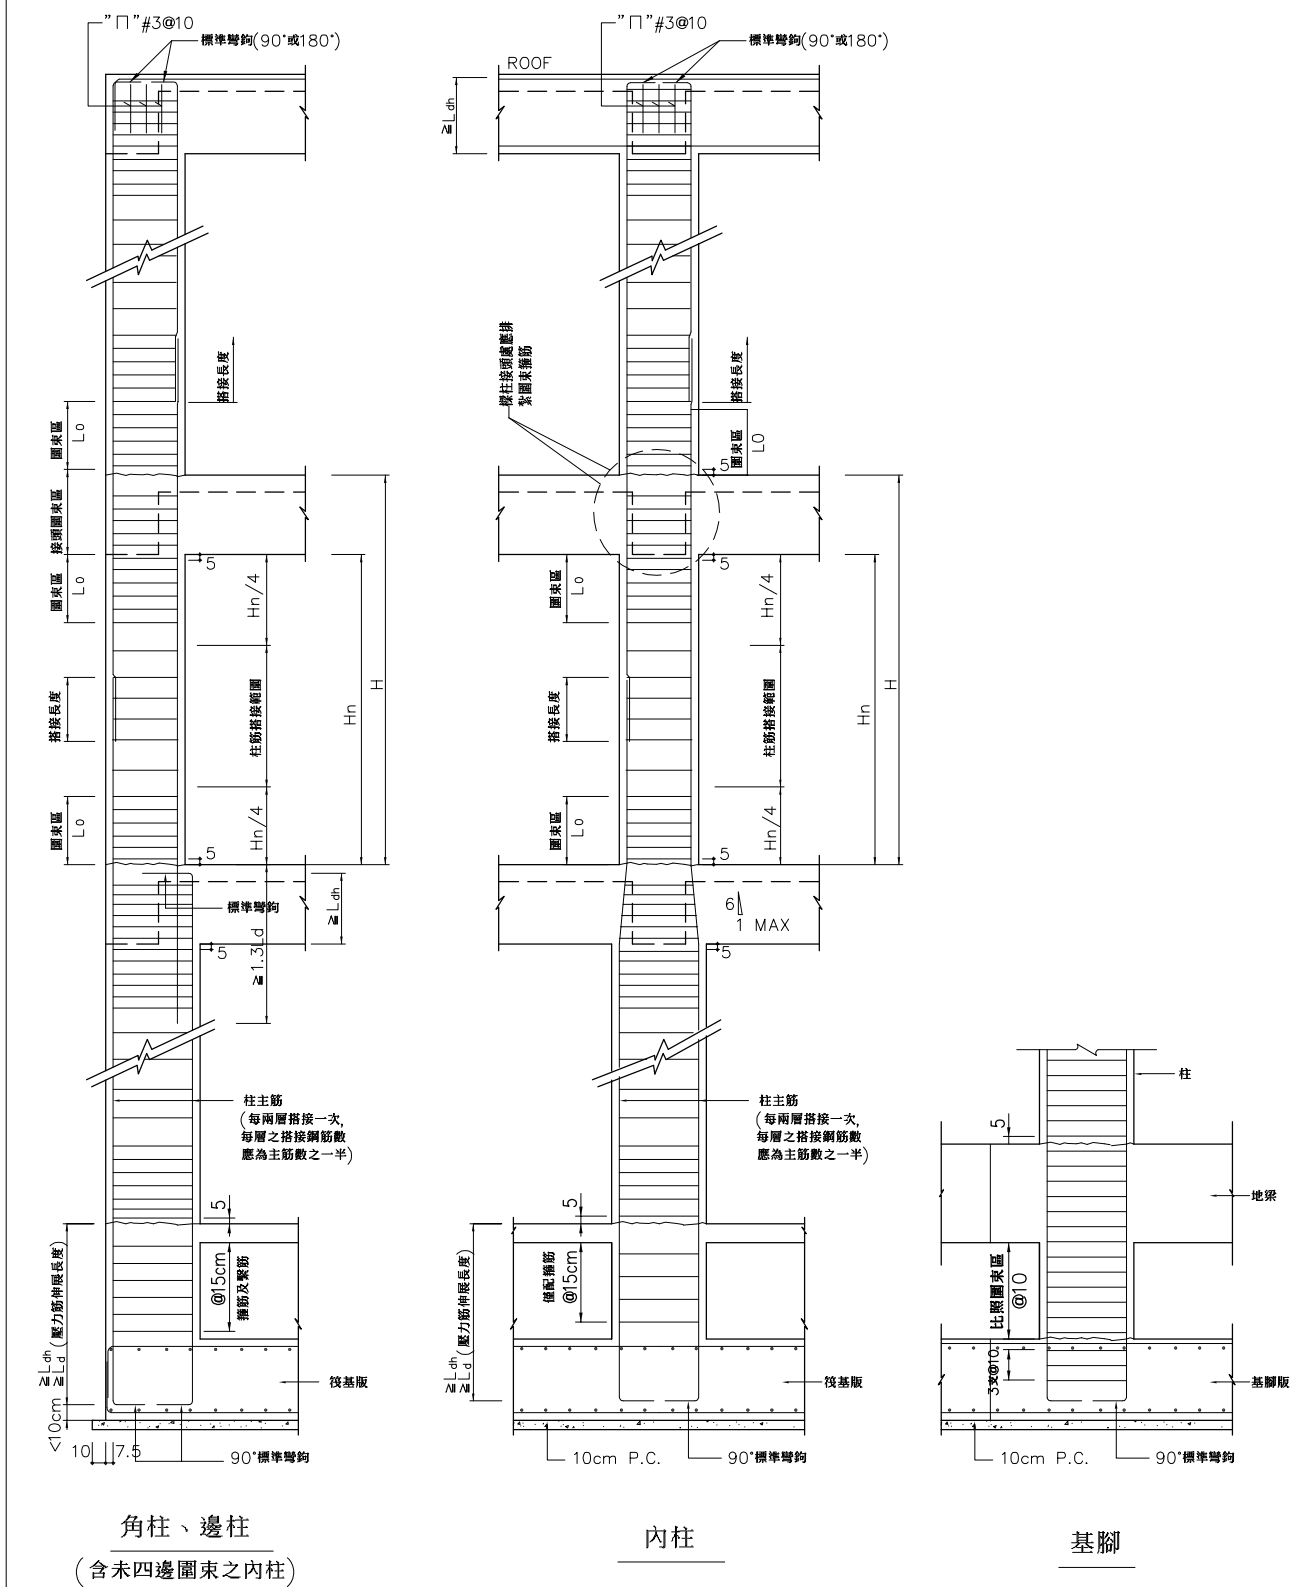 "ㄇ"#3@10
標準彎鉤(90°或180°)
≧Ldh
搭接長度
圍束區
Lo
接頭圍束區
圍束區
Lo
5
Hn/4
搭接長度
柱筋搭接範圍
Hn
H
圍束區
Lo
Hn/4
5
標準彎鉤
≧Ldh
5
≧1.3Ld
柱主筋
(每兩層搭接一次,
每層之搭接鋼筋數
應為主筋數之一半)
5
@15cm
箍筋及繫筋
≧Ldh
≧Ld(壓力筋伸展長度)
<10cm
筏基版
10
7.5
90°標準彎鉤
角柱、邊柱
(含未四邊圍束之內柱)
"ㄇ"#3@10
標準彎鉤(90°或180°)
ROOF
樑柱接頭處應排
紮圍束箍筋
搭接長度
圍束區
LO
5
圍束區
Lo
Hn/4
搭接長度
柱筋搭接範圍
Hn
H
圍束區
Lo
Hn/4
5
6
1 MAX
5
柱主筋
(每兩層搭接一次,
每層之搭接鋼筋數
應為主筋數之一半)
5
僅配箍筋
@15cm
≧Ldh
≧Ld(壓力筋伸展長度)
筏基版
10cm P.C.
90°標準彎鉤
內柱
柱
5
地梁
比照圍束區
@10
3支@10
基腳版
10cm P.C.
90°標準彎鉤
基腳